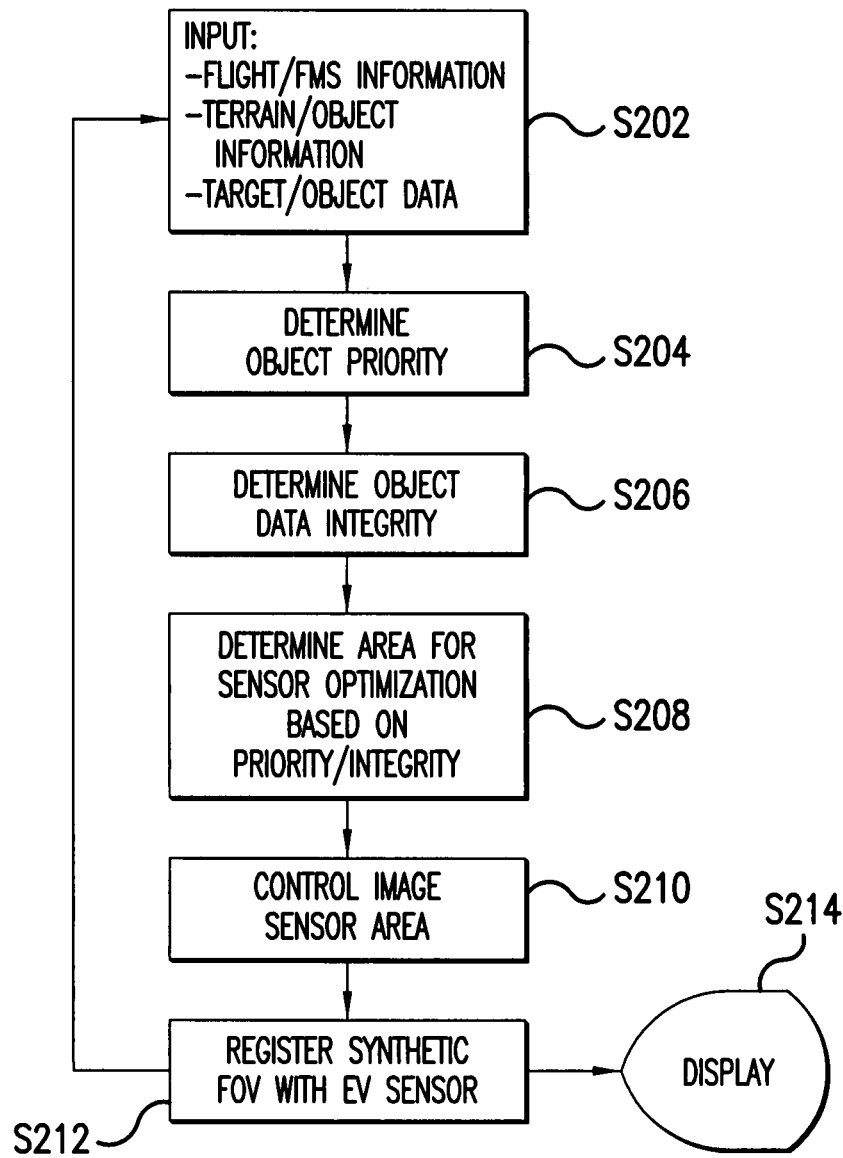 INPUT:
-FLIGHT/FMS INFORMATION
-TERRAIN/OBJECT
INFORMATION
-TARGET/OBJECT DATA
S202
DETERMINE
OBJECT PRIORITY
S204
DETERMINE OBJECT
DATA INTEGRITY
S206
DETERMINE AREA FOR
SENSOR OPTIMIZATION
BASED ON
PRIORITY/INTEGRITY
S208
CONTROL IMAGE
SENSOR AREA
S210
REGISTER SYNTHETIC
FOV WITH EV SENSOR
S212
S214
DISPLAY